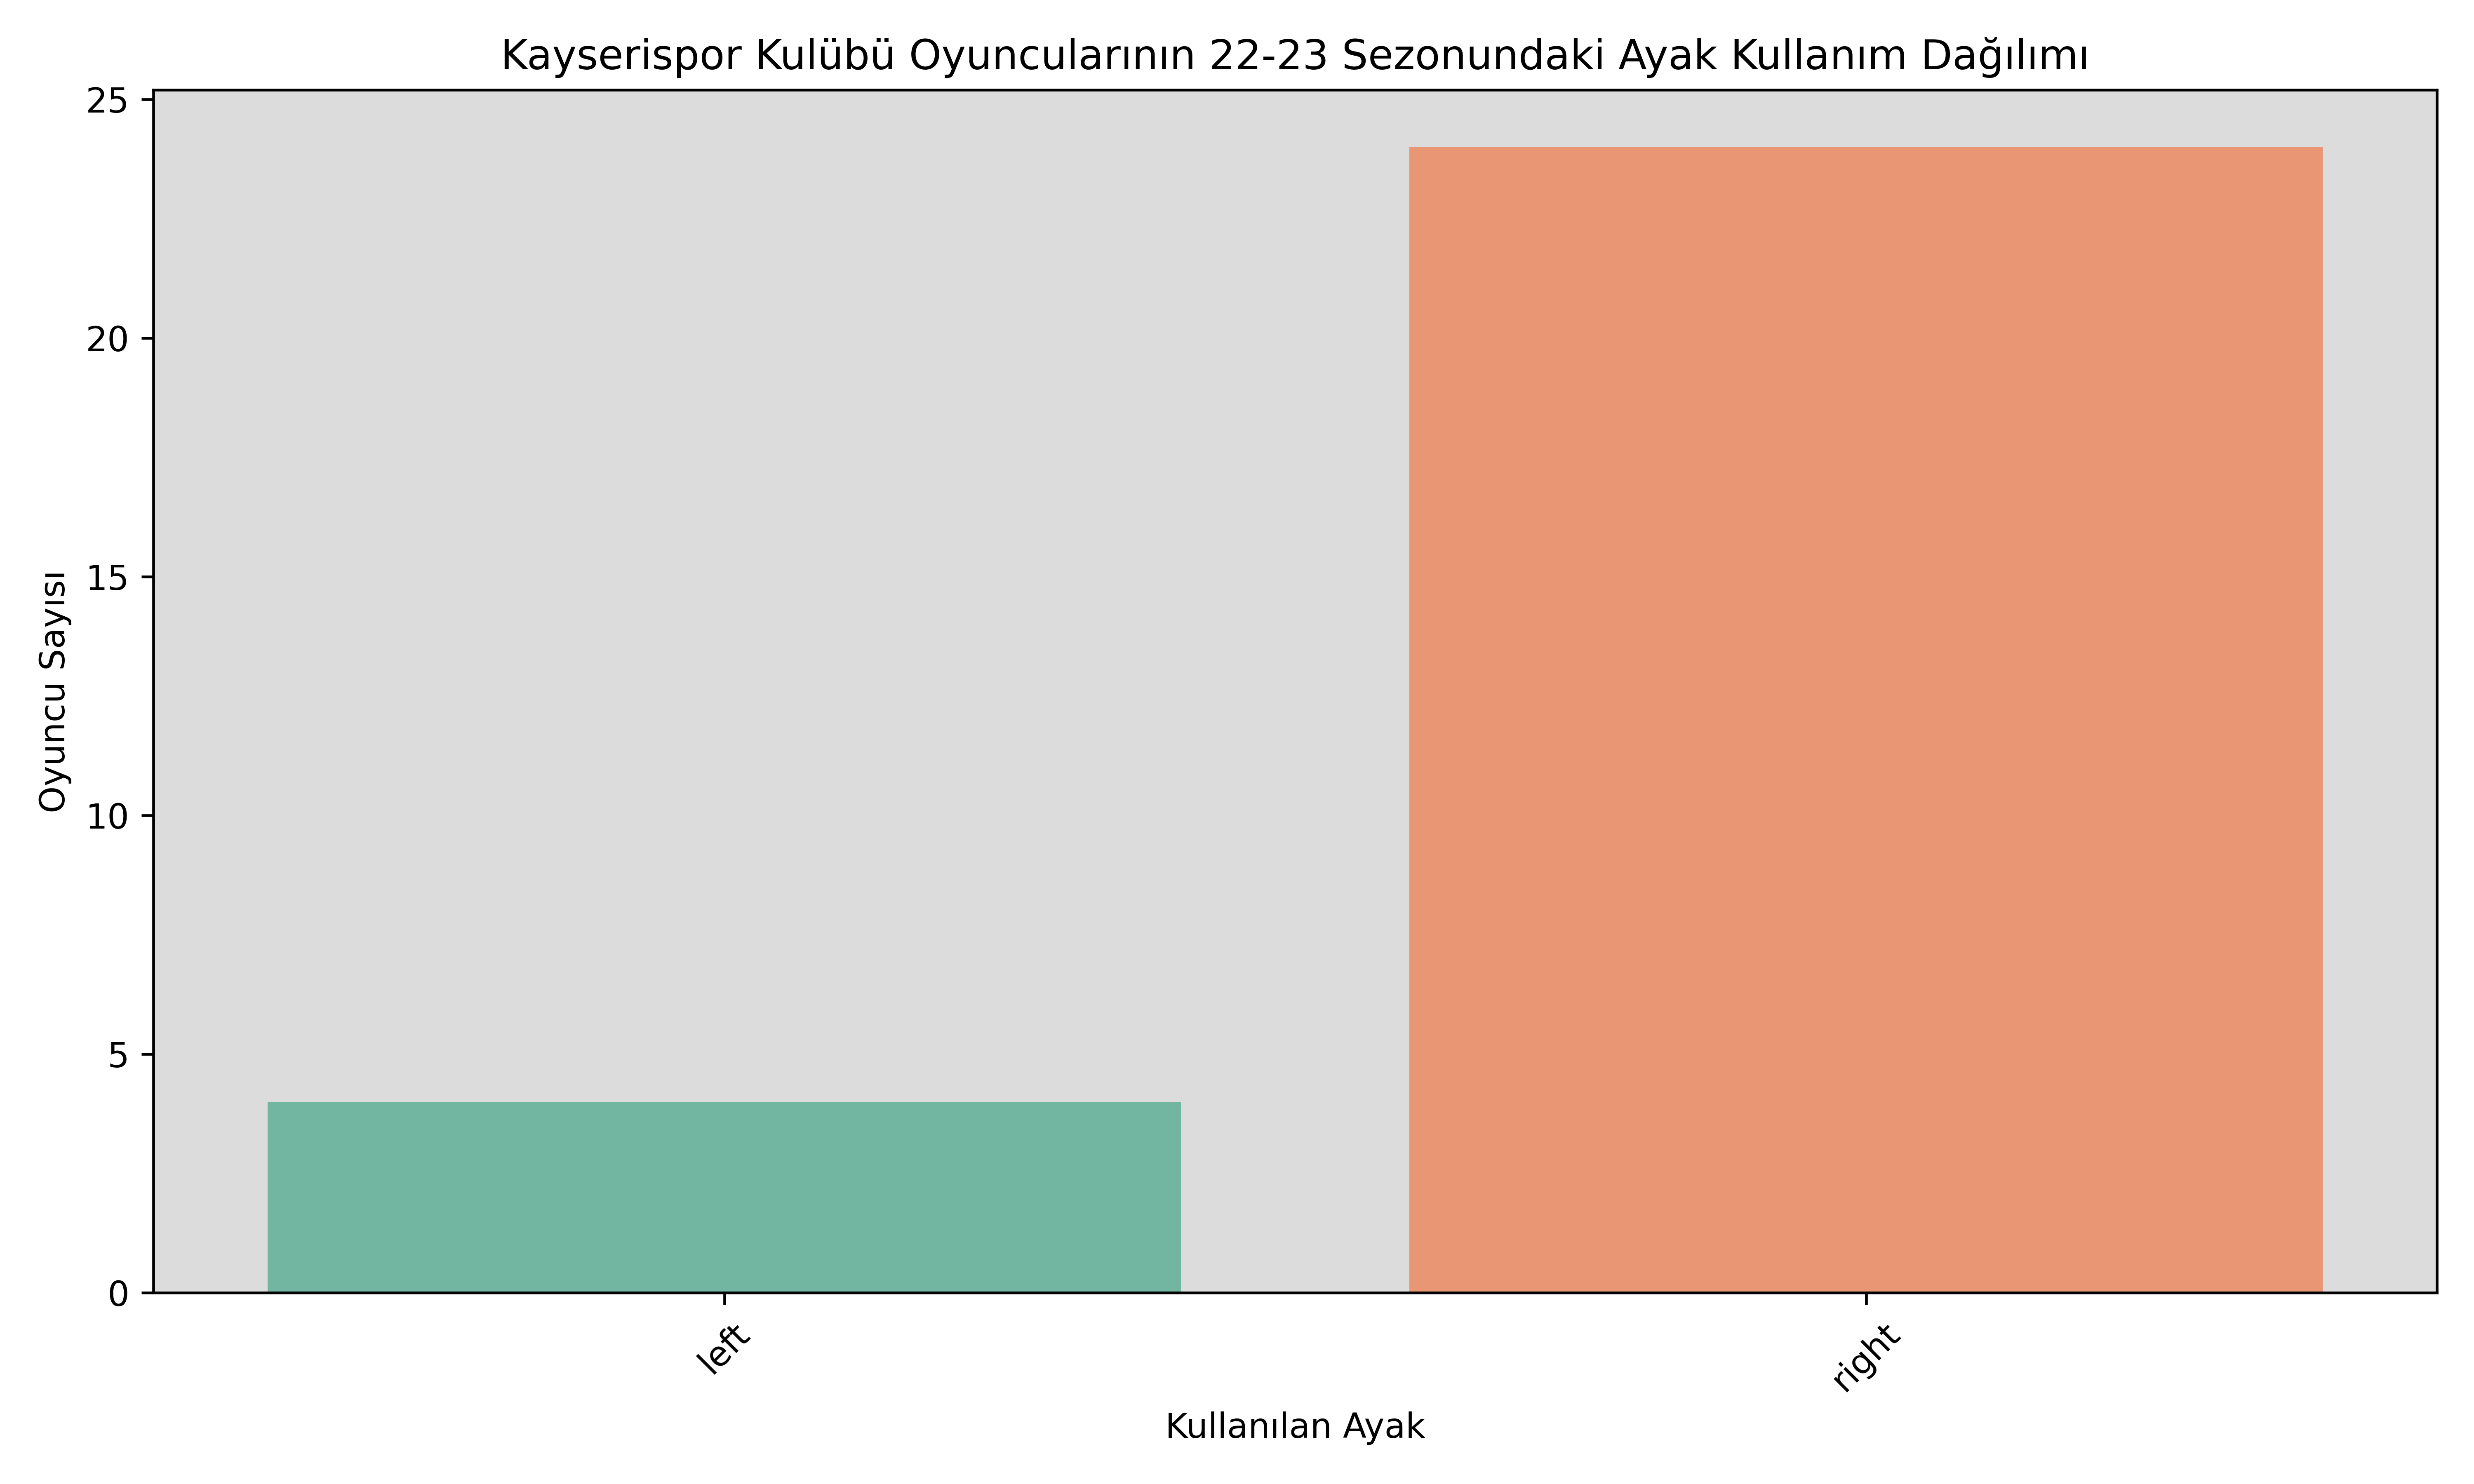 Kayserispor Kulübü Oyuncularının 22-23 Sezonundaki Ayak Kullanım Dağılımı
25
20
15
10
5
0
Oyuncu Sayısı
left
right
Kullanılan Ayak